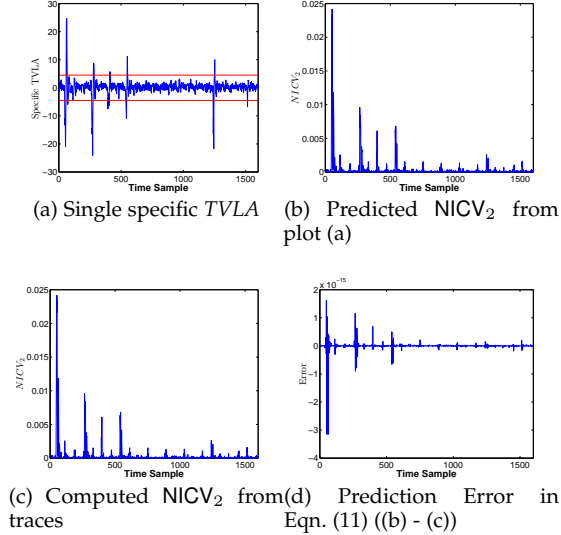 30
20
10
0
-10
-20
-30
Specific TVLA
0 500 1000 1500
Time Sample
(a) Single specific TVLA
0.025
0.02
0.015
0.01
0.005
0
NICV2
0 500 1000 1500
Time Sample
(b) Predicted NICV₂ from
plot (a)
0.025
0.02
0.015
0.01
0.005
0
NICV2
0 500 1000 1500
Time Sample
(c) Computed NICV₂ from
traces
x 10⁻¹⁵
2
1
0
−1
−2
−3
−4
Error
0 500 1000 1500
Time Sample
(d) Prediction Error in
Eqn. (11) ((b) - (c))